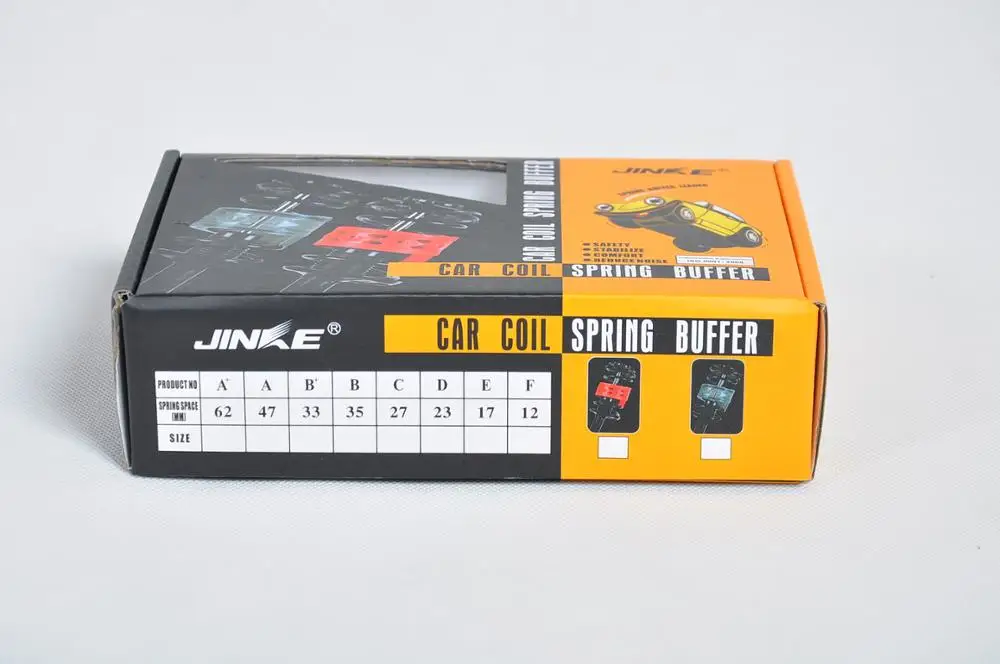 JINKE
CAR COIL SPRING BUFFER
SAFETY
STABILIZE
COMFORT
REDUCE NOISE
CAR COIL SPRING BUFFER
JINKE®
CAR COIL SPRING BUFFER
PRODUCT NO A+ A B+ B C D E F
SPRING SPACE (MM) 62 47 33 35 27 23 17 12
SIZE